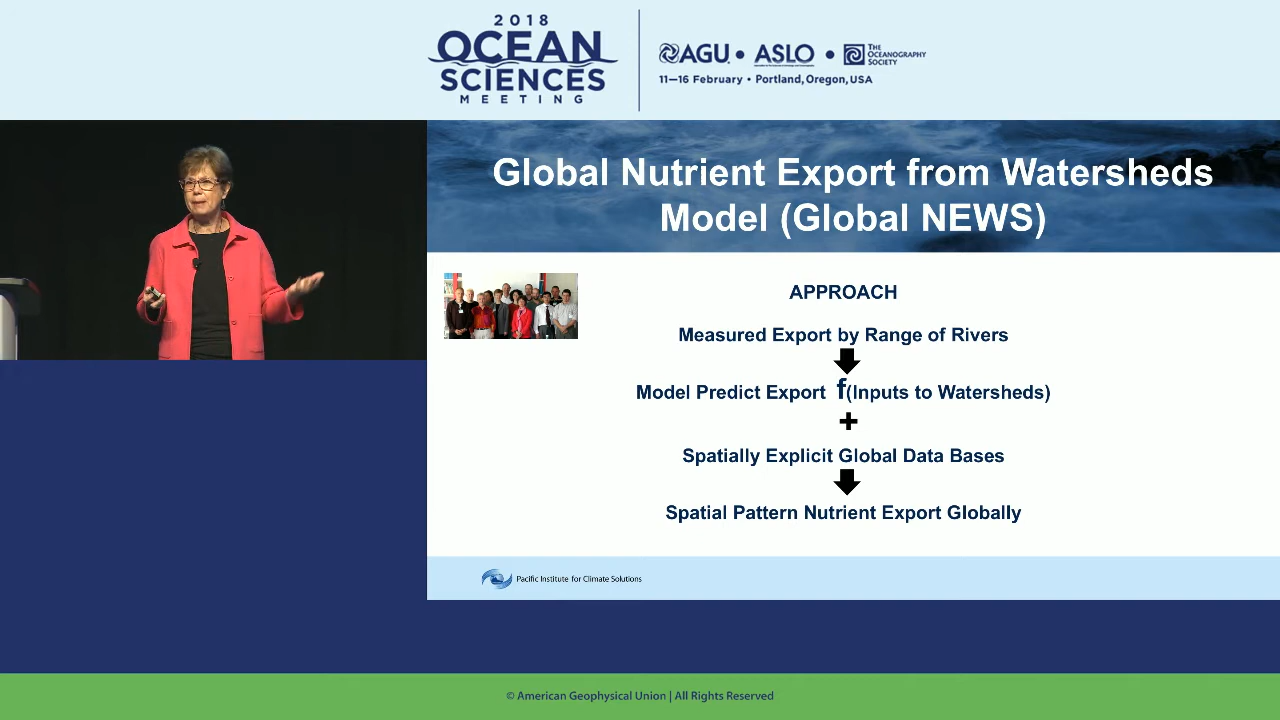 2018
OCEAN
SCIENCES
MEETING
AGU • ASLO • THE OCEANOGRAPHY SOCIETY
11—16 February • Portland, Oregon, USA
Global Nutrient Export from Watersheds
Model (Global NEWS)
APPROACH
Measured Export by Range of Rivers
Model Predict Export f(Inputs to Watersheds)
+
Spatially Explicit Global Data Bases
Spatial Pattern Nutrient Export Globally
Pacific Institute for Climate Solutions
© American Geophysical Union | All Rights Reserved